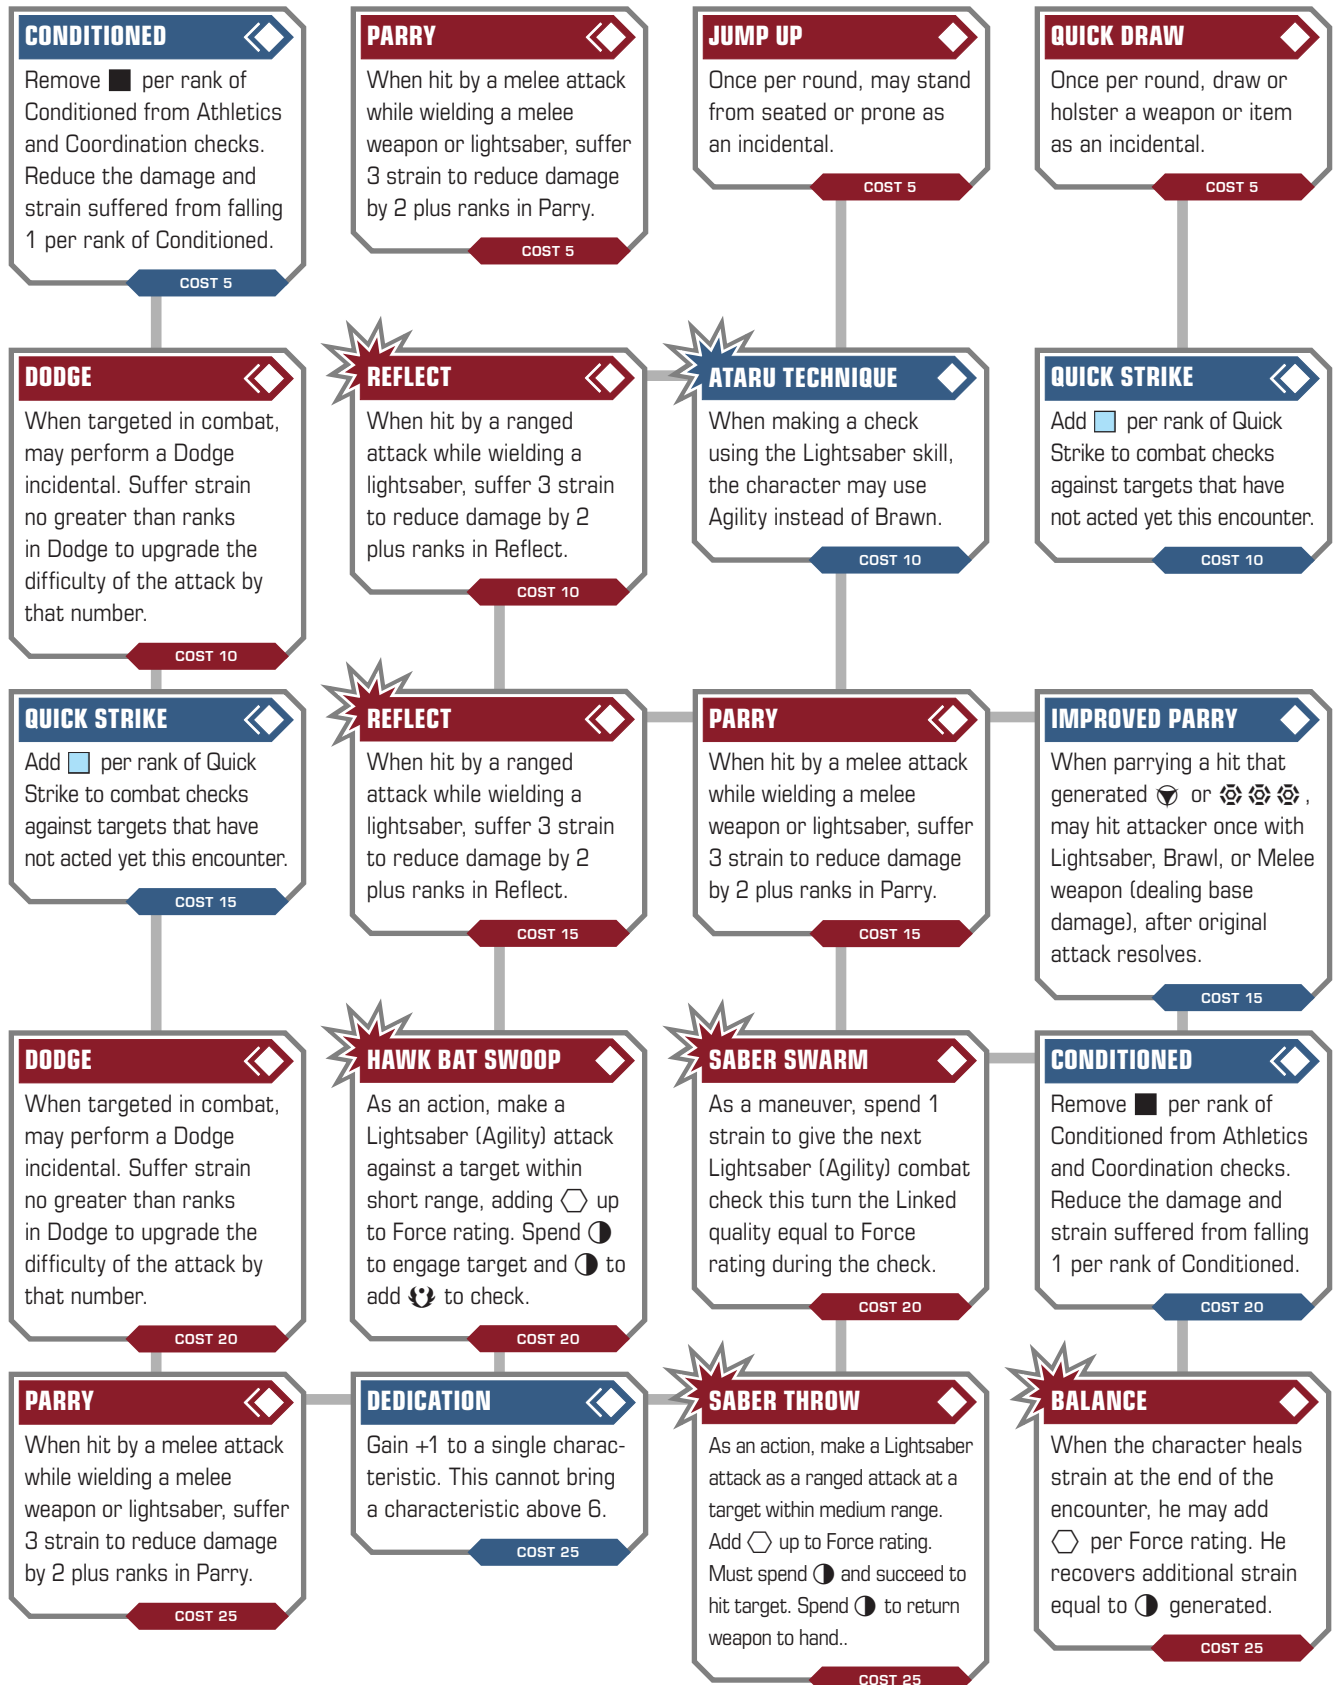 CONDITIONED
Remove per rank of
Conditioned from Athletics
and Coordination checks.
Reduce the damage and
strain suffered from falling
1 per rank of Conditioned.
COST 5
PARRY
When hit by a melee attack
while wielding a melee
weapon or lightsaber, suffer
3 strain to reduce damage
by 2 plus ranks in Parry.
COST 5
JUMP UP
Once per round, may stand
from seated or prone as
an incidental.
COST 5
QUICK DRAW
Once per round, draw or
holster a weapon or item
as an incidental.
COST 5
DODGE
When targeted in combat,
may perform a Dodge
incidental. Suffer strain
no greater than ranks
in Dodge to upgrade the
difficulty of the attack by
that number.
COST 10
REFLECT
When hit by a ranged
attack while wielding a
lightsaber, suffer 3 strain
to reduce damage by 2
plus ranks in Reflect.
COST 10
ATARU TECHNIQUE
When making a check
using the Lightsaber skill,
the character may use
Agility instead of Brawn.
COST 10
QUICK STRIKE
Add per rank of Quick
Strike to combat checks
against targets that have
not acted yet this encounter.
COST 10
QUICK STRIKE
Add per rank of Quick
Strike to combat checks
against targets that have
not acted yet this encounter.
COST 15
REFLECT
When hit by a ranged
attack while wielding a
lightsaber, suffer 3 strain
to reduce damage by 2
plus ranks in Reflect.
COST 15
PARRY
When hit by a melee attack
while wielding a melee
weapon or lightsaber, suffer
3 strain to reduce damage
by 2 plus ranks in Parry.
COST 15
IMPROVED PARRY
When parrying a hit that
generated or ,
may hit attacker once with
Lightsaber, Brawl, or Melee
weapon (dealing base
damage), after original
attack resolves.
COST 15
DODGE
When targeted in combat,
may perform a Dodge
incidental. Suffer strain
no greater than ranks
in Dodge to upgrade the
difficulty of the attack by
that number.
COST 20
HAWK BAT SWOOP
As an action, make a
Lightsaber (Agility) attack
against a target within
short range, adding up
to Force rating. Spend
to engage target and to
add to check.
COST 20
SABER SWARM
As a maneuver, spend 1
strain to give the next
Lightsaber (Agility) combat
check this turn the Linked
quality equal to Force
rating during the check.
COST 20
CONDITIONED
Remove per rank of
Conditioned from Athletics
and Coordination checks.
Reduce the damage and
strain suffered from falling
1 per rank of Conditioned.
COST 20
PARRY
When hit by a melee attack
while wielding a melee
weapon or lightsaber, suffer
3 strain to reduce damage
by 2 plus ranks in Parry.
COST 25
DEDICATION
Gain +1 to a single charac-
teristic. This cannot bring
a characteristic above 6.
COST 25
SABER THROW
As an action, make a Lightsaber
attack as a ranged attack at a
target within medium range.
Add up to Force rating.
Must spend and succeed to
hit target. Spend to return
weapon to hand..
COST 25
BALANCE
When the character heals
strain at the end of the
encounter, he may add
per Force rating. He
recovers additional strain
equal to generated.
COST 25